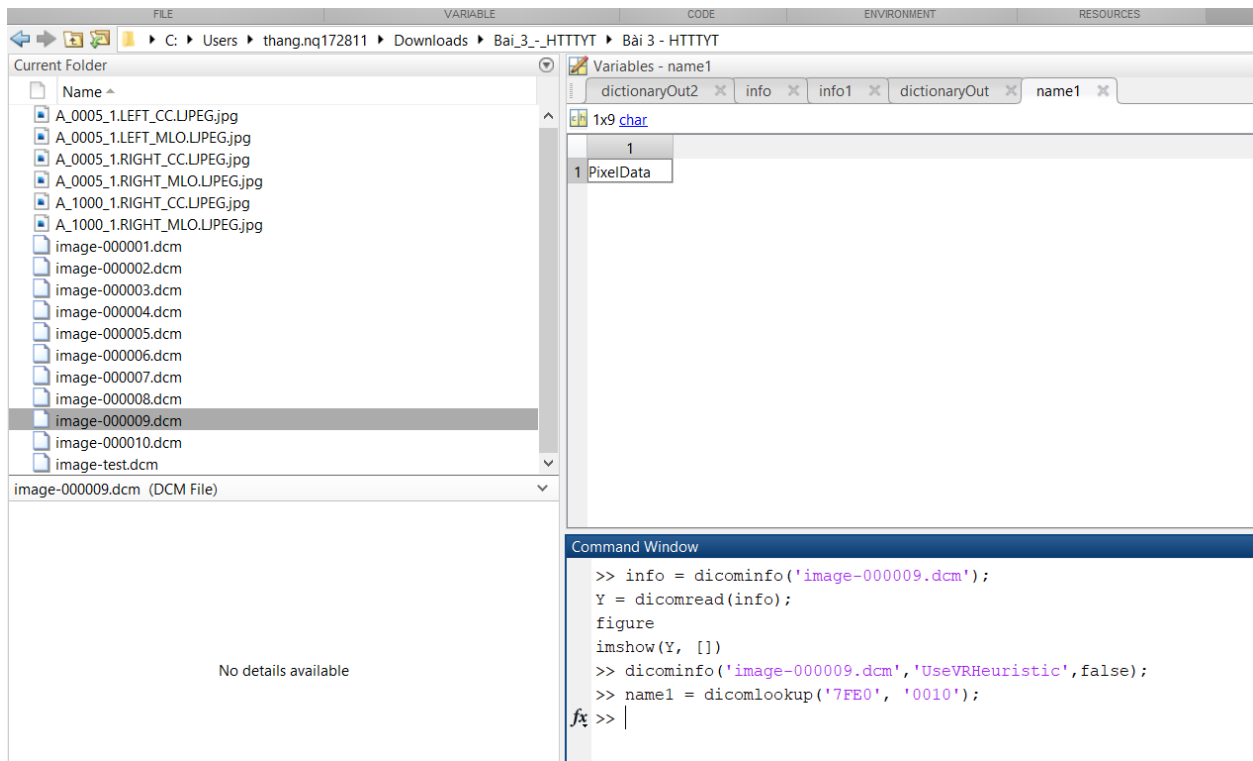 FILE VARIABLE CODE ENVIRONMENT RESOURCES
C: Users thang.nq172811 Downloads Bai_3_-_HTTTYT Bài 3 - HTTTYT
Current Folder
Name
A_0005_1.LEFT_CC.LJPEG.jpg
A_0005_1.LEFT_MLO.LJPEG.jpg
A_0005_1.RIGHT_CC.LJPEG.jpg
A_0005_1.RIGHT_MLO.LJPEG.jpg
A_1000_1.RIGHT_CC.LJPEG.jpg
A_1000_1.RIGHT_MLO.LJPEG.jpg
image-000001.dcm
image-000002.dcm
image-000003.dcm
image-000004.dcm
image-000005.dcm
image-000006.dcm
image-000007.dcm
image-000008.dcm
image-000009.dcm
image-000010.dcm
image-test.dcm
image-000009.dcm (DCM File)
No details available
Variables - name1
dictionaryOut2 info info1 dictionaryOut name1
1x9 char
1
1 PixelData
Command Window
>> info = dicominfo('image-000009.dcm');
Y = dicomread(info);
figure
imshow(Y, [])
>> dicominfo('image-000009.dcm','UseVRHeuristic',false);
>> name1 = dicomlookup('7FE0', '0010');
fx >>